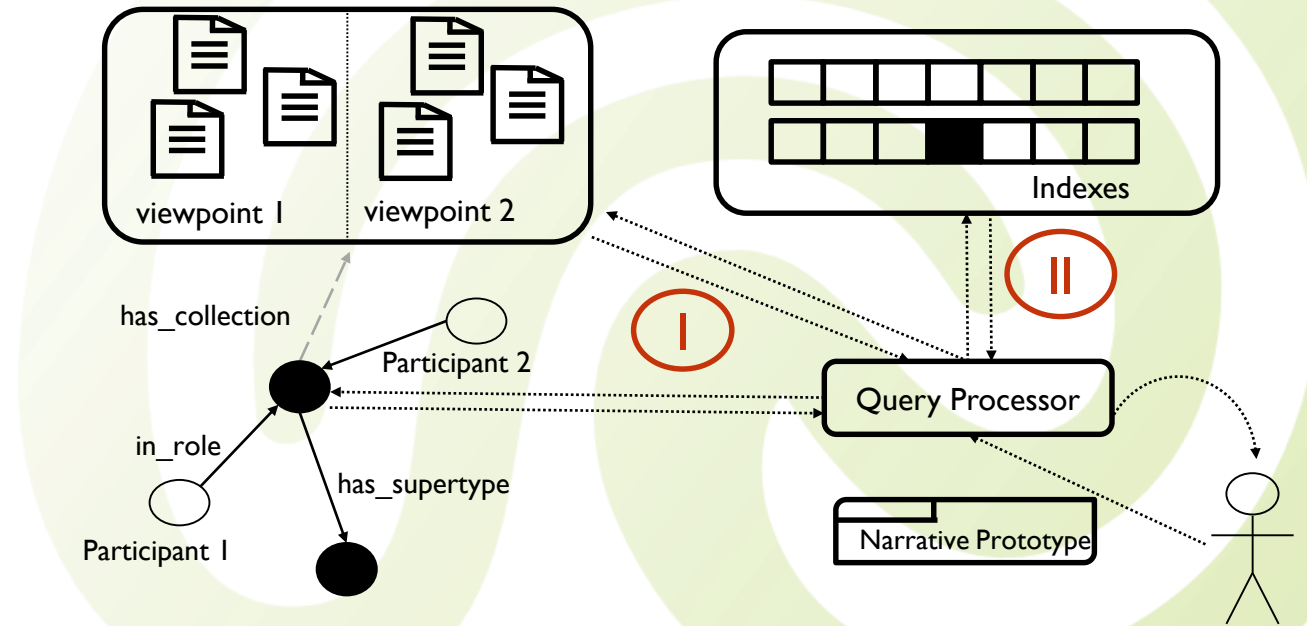 viewpoint 1
viewpoint 2
Indexes
II
has_collection
I
Participant 2
Query Processor
in_role
has_supertype
Narrative Prototype
Participant 1